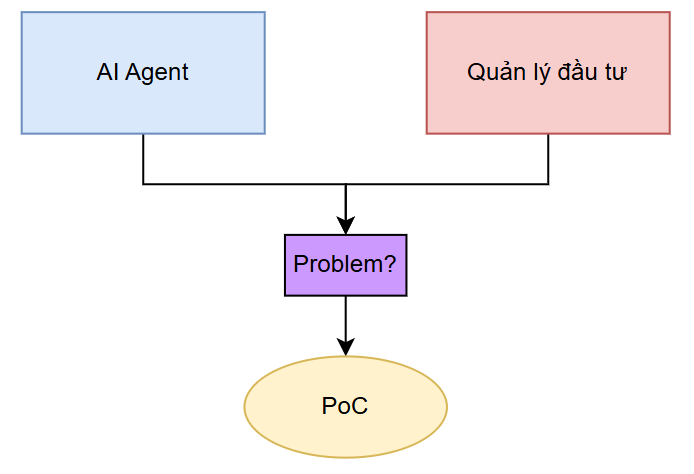 AI Agent
Quản lý đầu tư
Problem?
PoC